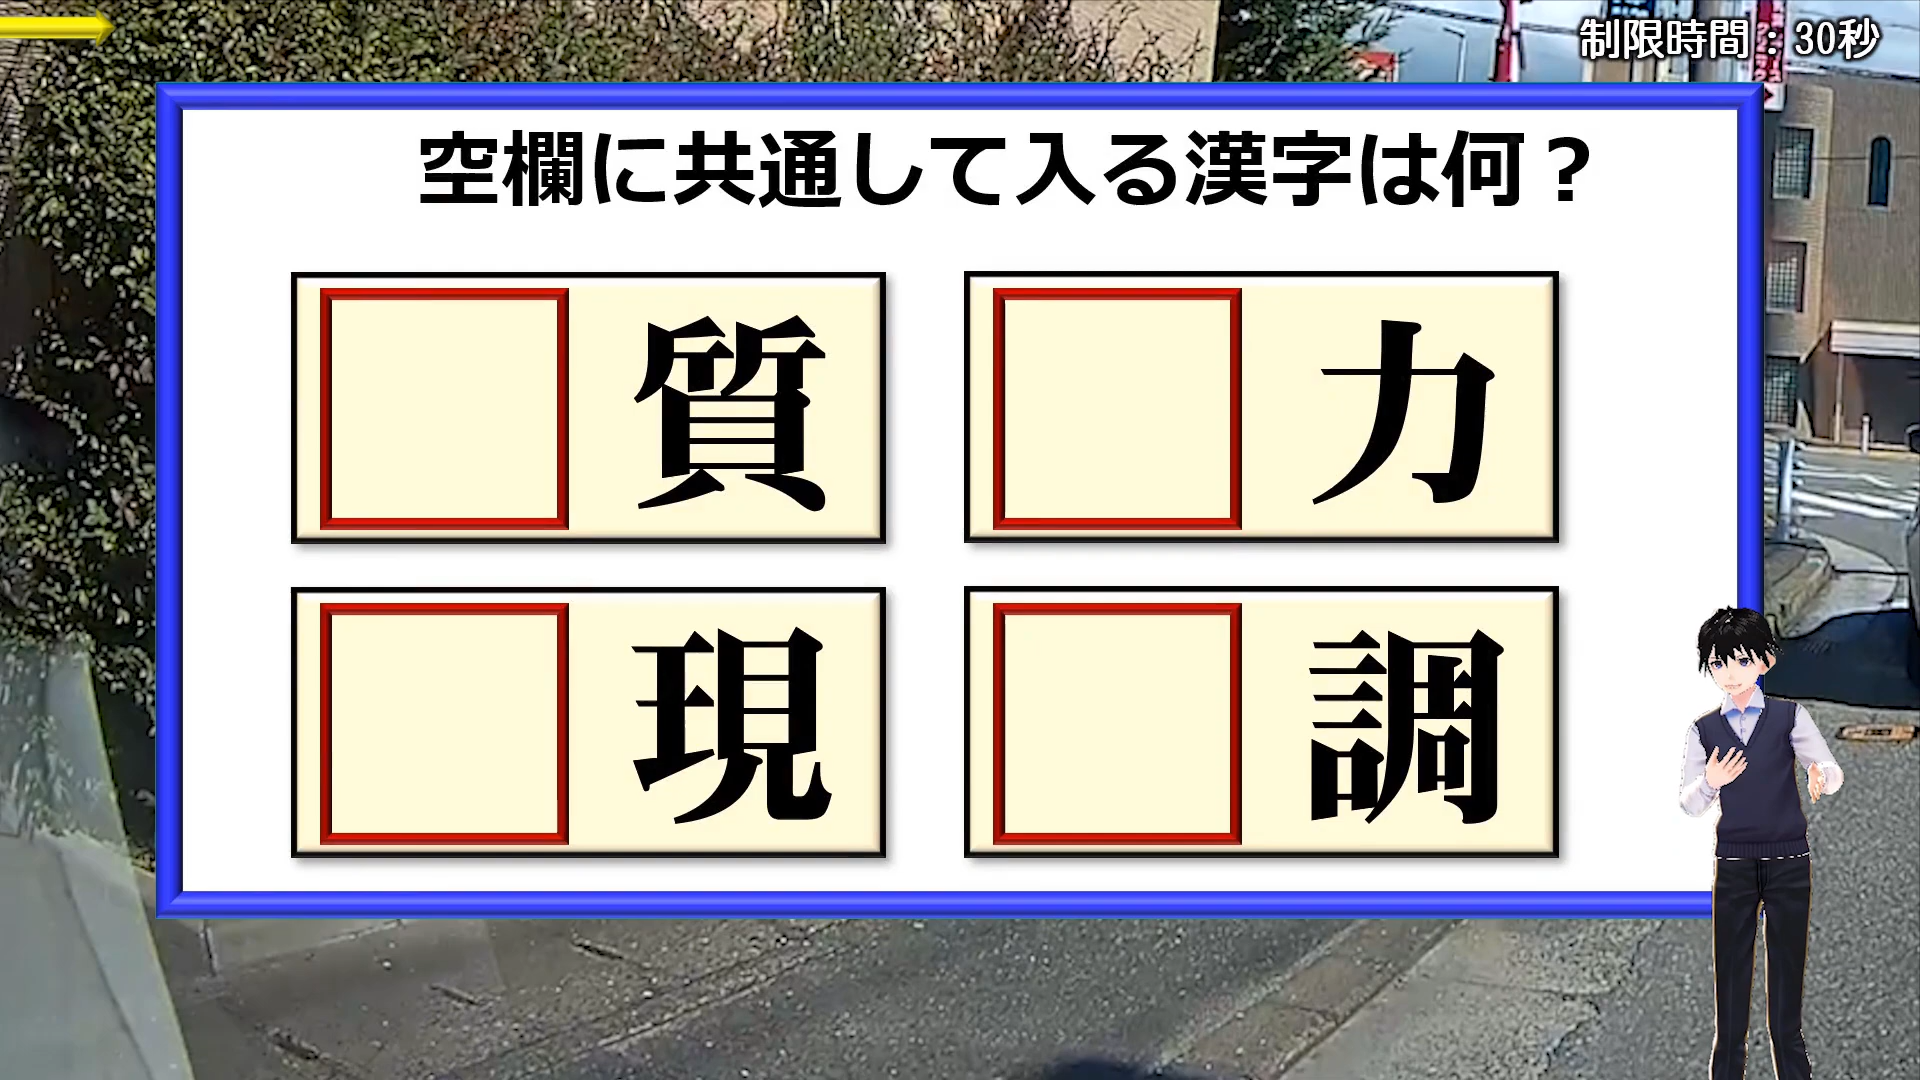 制限時間：30秒
空欄に共通して入る漢字は何？
質
力
現
調